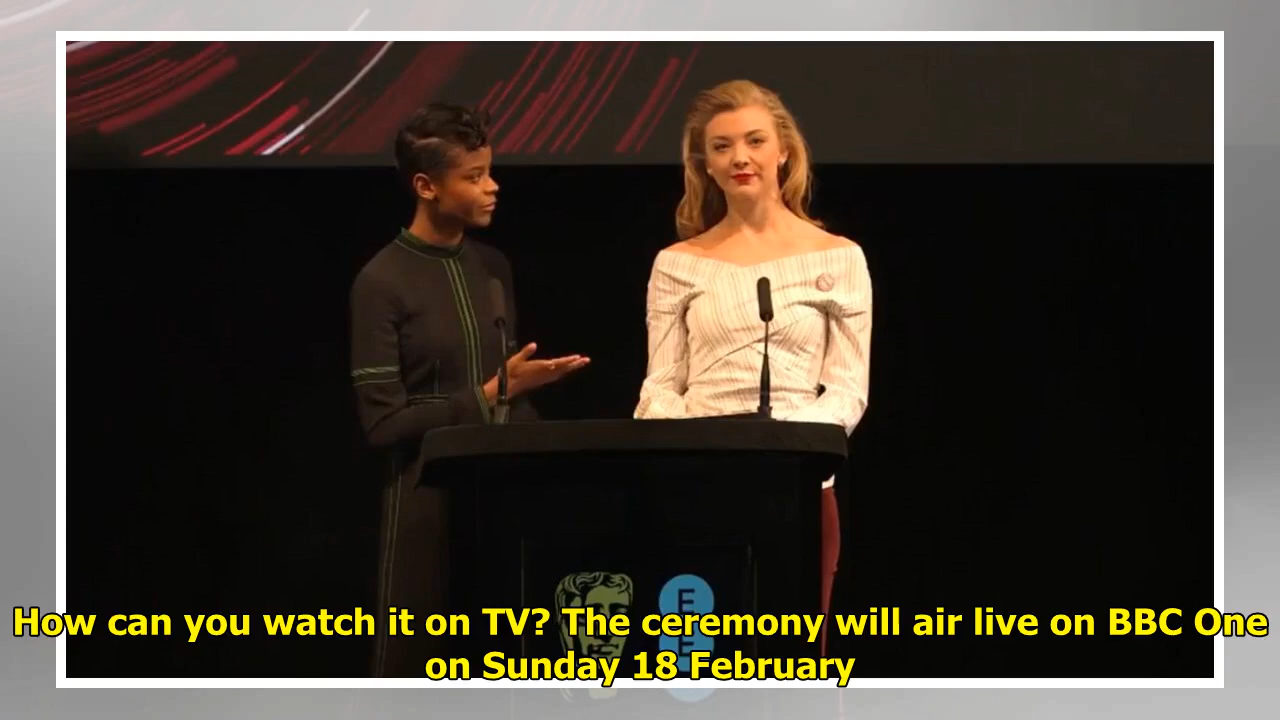 EE
How can you watch it on TV? The ceremony will air live on BBC One
on Sunday 18 February